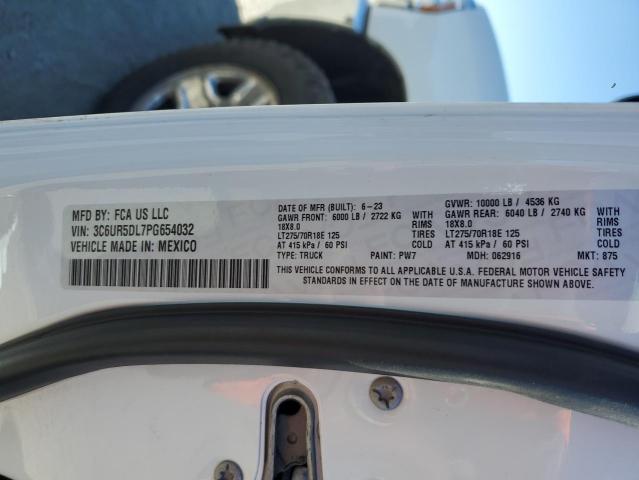 MFD BY: FCA US LLC
VIN: 3C6UR5DL7PG654032
VEHICLE MADE IN: MEXICO
DATE OF MFR (BUILT): 6-23
GAWR FRONT: 6000 LB / 2722 KG WITH
18X8.0 RIMS
LT275/70R18E 125 TIRES
AT 415 kPa / 60 PSI COLD
TYPE: TRUCK PAINT: PW7
GVWR: 10000 LB / 4536 KG
GAWR REAR: 6040 LB / 2740 KG WITH
18X8.0 RIMS
LT275/70R18E 125 TIRES
AT 415 kPa / 60 PSI COLD
MDH: 062916 MKT: 875
THIS VEHICLE CONFORMS TO ALL APPLICABLE U.S.A. FEDERAL MOTOR VEHICLE SAFETY
STANDARDS IN EFFECT ON THE DATE OF MANUFACTURE SHOWN ABOVE.